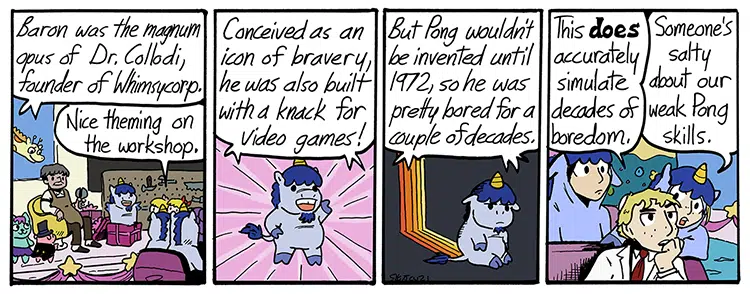 Baron was the magnum
opus of Dr. Collodi,
founder of Whimsycorp.
Nice theming on
the workshop.
Conceived as an
icon of bravery,
he was also built
with a knack for
video games!
But Pong wouldn't
be invented until
1972, so he was
pretty bored for a
couple of decades.
This does
accurately
simulate
decades of
boredom.
Someone's
salty
about our
weak Pong
skills.